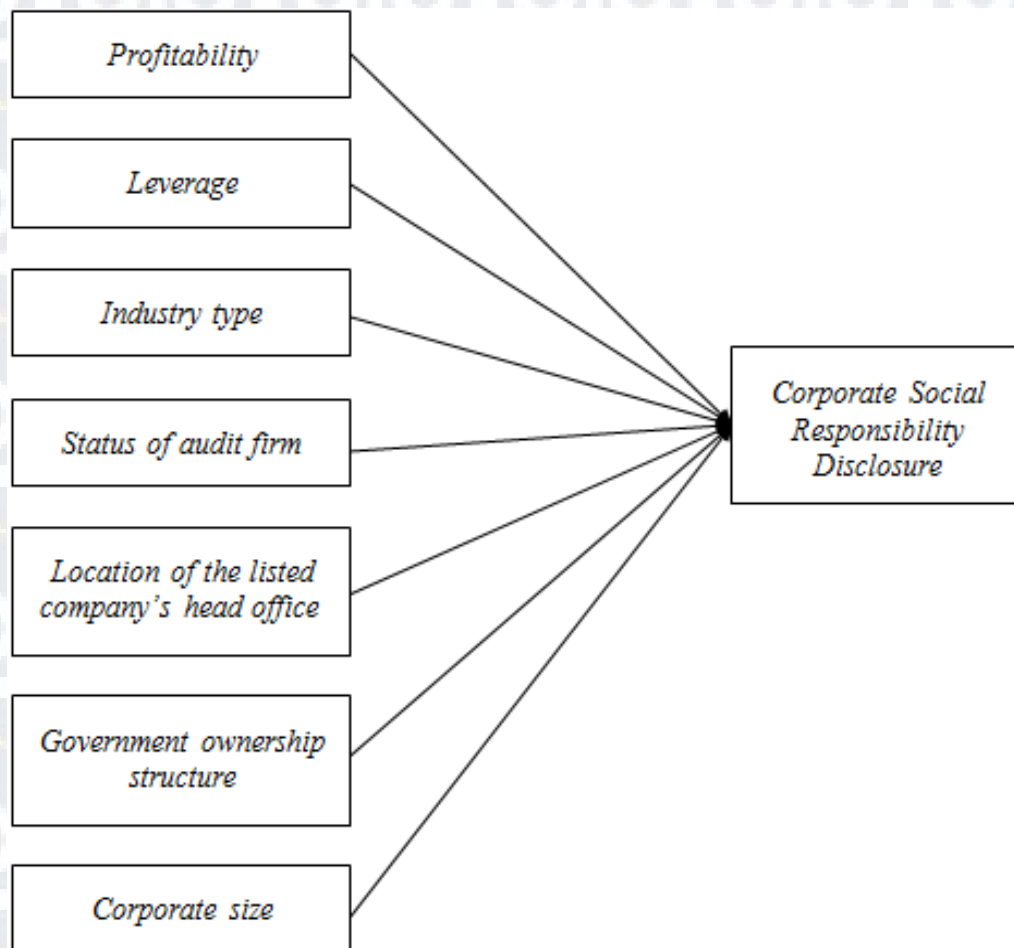 Profitability
Leverage
Industry type
Status of audit firm
Location of the listed
company's head office
Government ownership
structure
Corporate size
Corporate Social
Responsibility
Disclosure